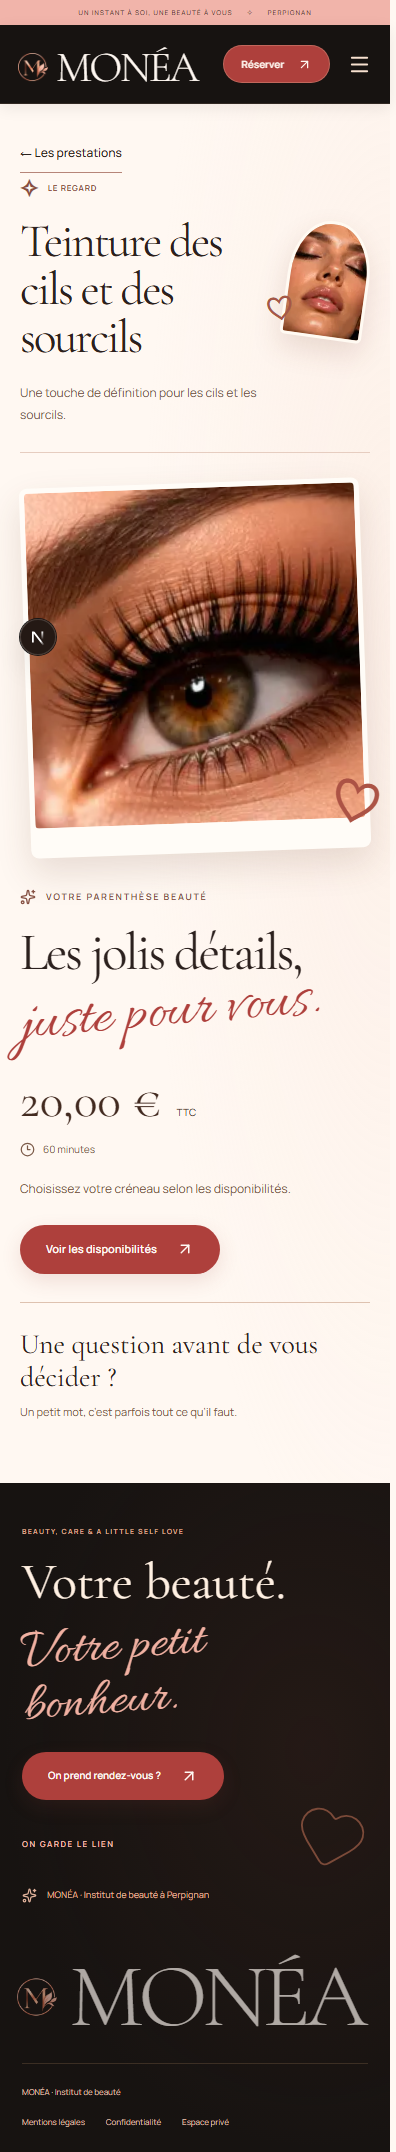 UN INSTANT À SOI, UNE BEAUTÉ À VOUS ✧ PERPIGNAN
M MONÉA Réserver ↗
← Les prestations
LE REGARD
Teinture des
cils et des
sourcils
Une touche de définition pour les cils et les
sourcils.
N
VOTRE PARENTHÈSE BEAUTÉ
Les jolis détails,
juste pour vous.
20,00 € TTC
60 minutes
Choisissez votre créneau selon les disponibilités.
Voir les disponibilités ↗
Une question avant de vous
décider ?
Un petit mot, c'est parfois tout ce qu'il faut.
BEAUTY, CARE & A LITTLE SELF LOVE
Votre beauté.
Votre petit
bonheur.
On prend rendez-vous ? ↗
ON GARDE LE LIEN
MONÉA · Institut de beauté à Perpignan
M MONÉA
MONÉA · Institut de beauté
Mentions légales Confidentialité Espace privé